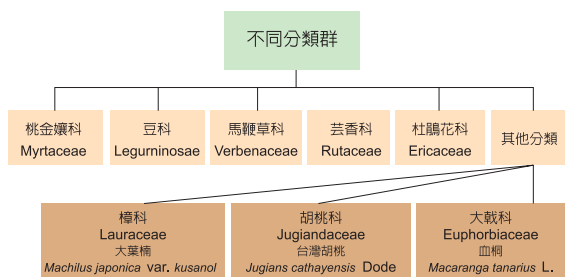 不同分類群
桃金孃科
Myrtaceae
豆科
Legurninosae
馬鞭草科
Verbenaceae
芸香科
Rutaceae
杜鵑花科
Ericaceae
其他分類
樟科
Lauraceae
大葉楠
Machilus japonica var. kusanol
胡桃科
Jugiandaceae
台灣胡桃
Jugians cathayensis Dode
大戟科
Euphorbiaceae
血桐
Macaranga tanarius L.